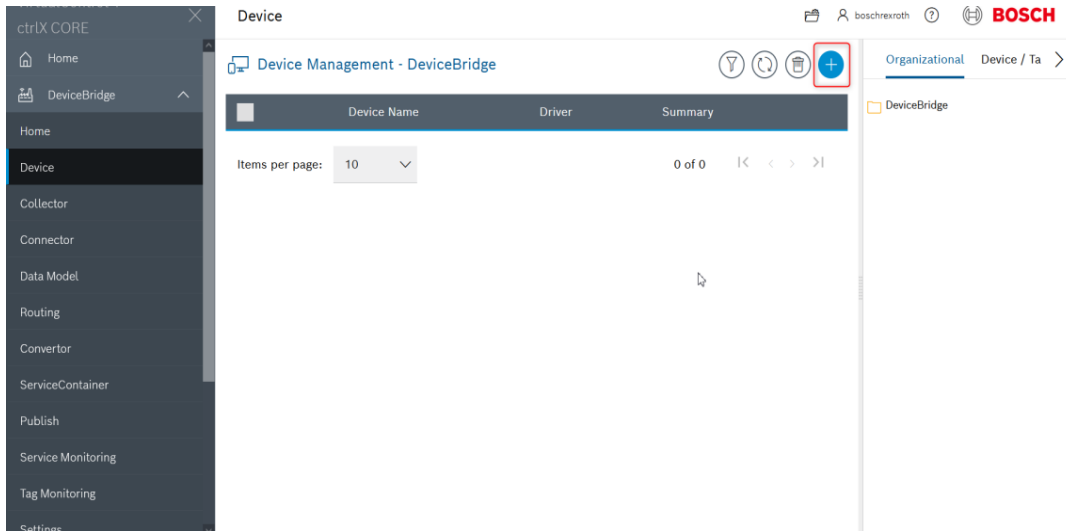 ctrlX CORE
Home
DeviceBridge
Home
Device
Collector
Connector
Data Model
Routing
Convertor
ServiceContainer
Publish
Service Monitoring
Tag Monitoring
Settings
Device
boschrexroth
BOSCH
Device Management - DeviceBridge
Device Name Driver Summary
Items per page: 10 0 of 0
Organizational Device / Ta
DeviceBridge